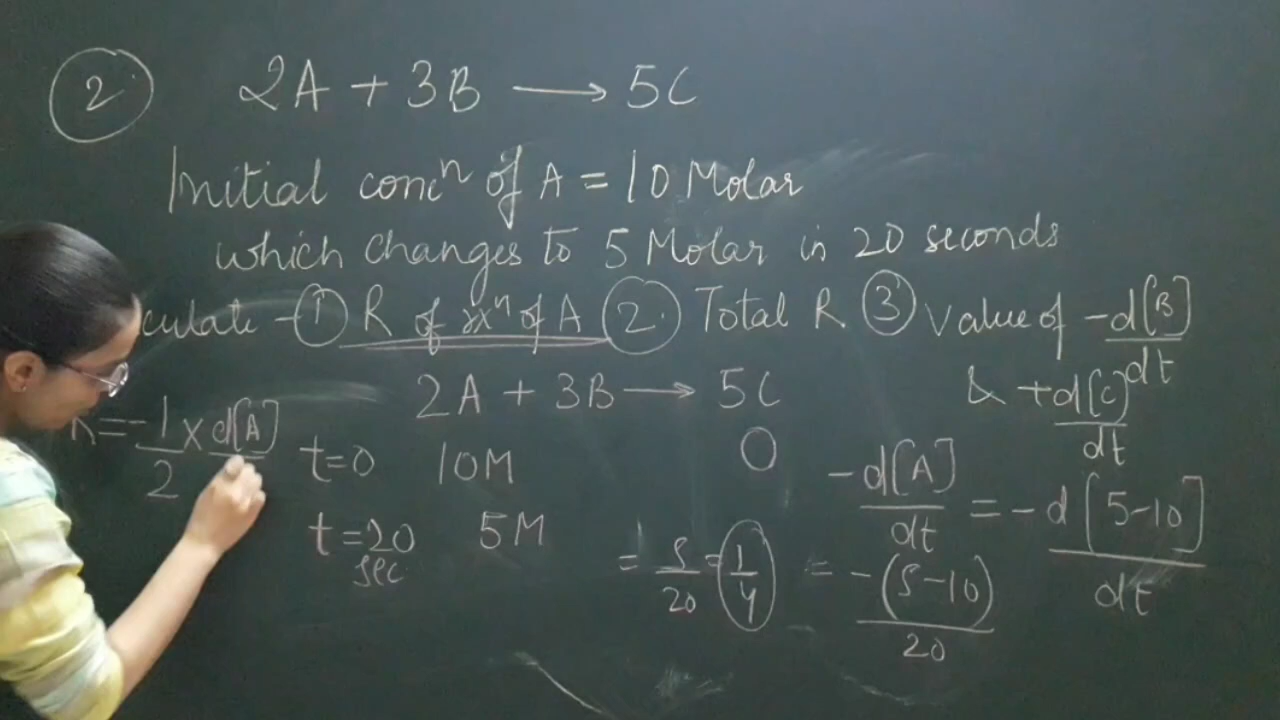 2
2A + 3B ⟶ 5C
Initial concⁿ of A = 10 Molar
which changes to 5 Molar in 20 seconds
culate - ① R of rxⁿ of A ② Total R ③ Value of -d[B]/dt
& +d[C]/dt
2A + 3B ⟶ 5C
R = -1/2 × d[A]
t=0 10M 0
t=20 sec 5M
-d[A]/dt = -d[5-10]/dt
= -(5-10)/20
= 5/20 = 1/4